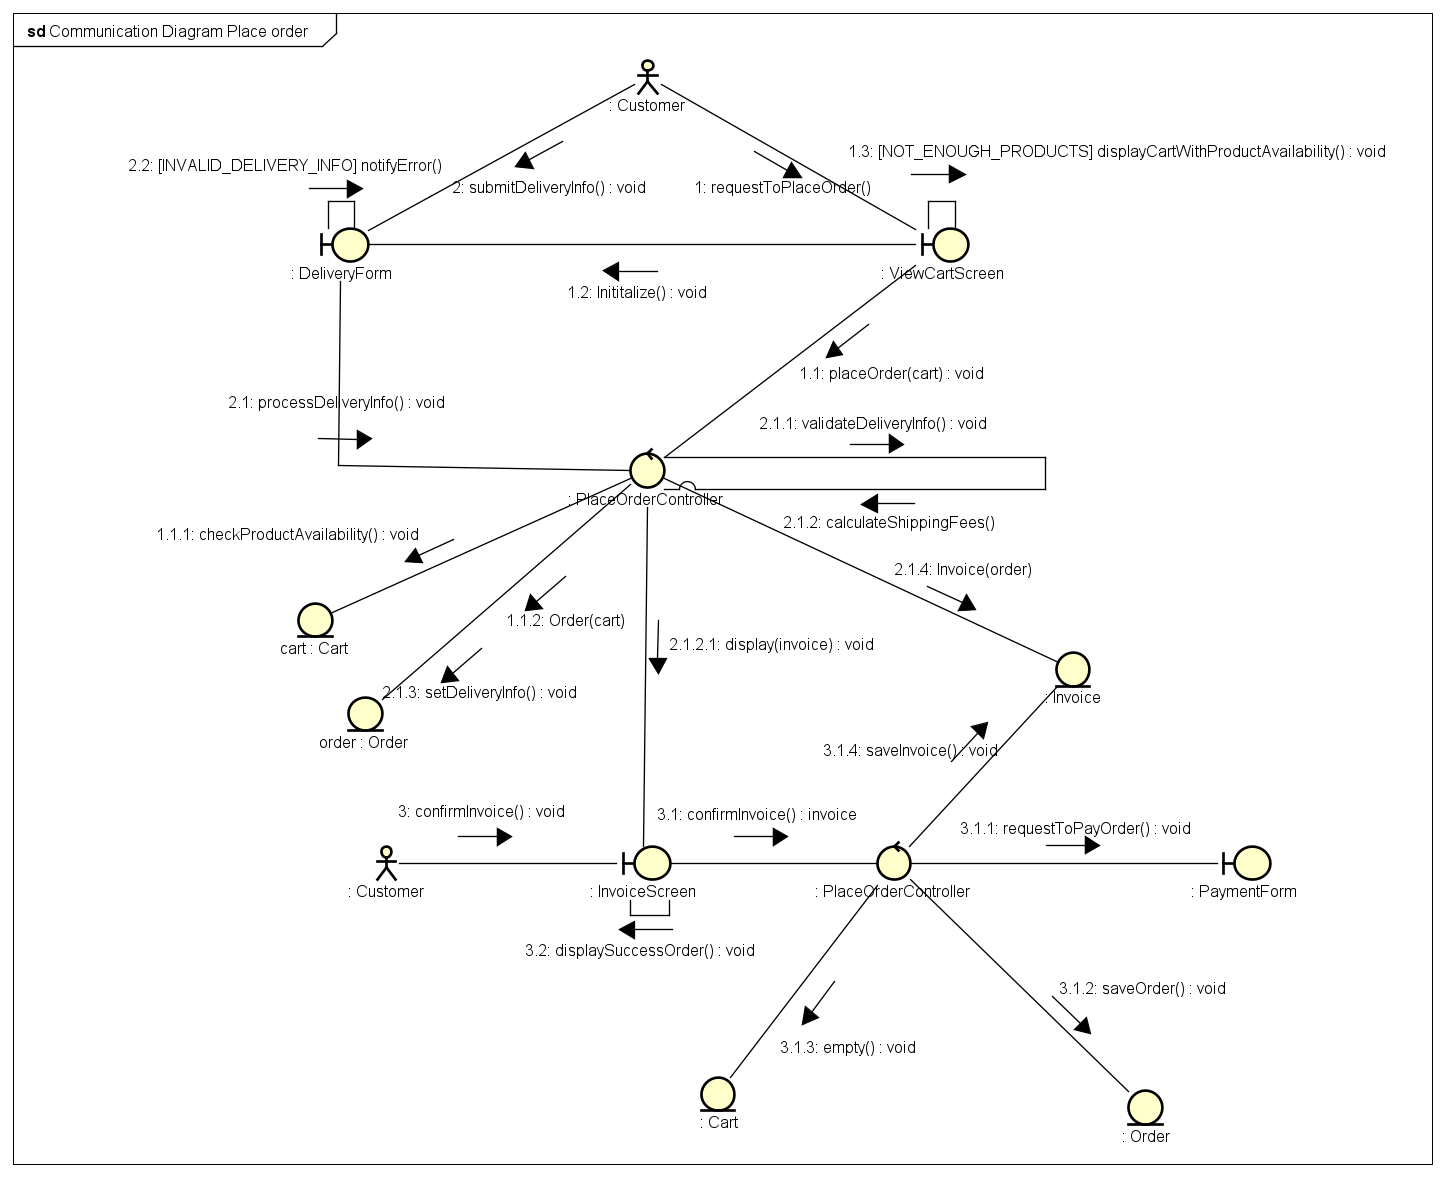 sd Communication Diagram Place order
: Customer
2.2: [INVALID_DELIVERY_INFO] notifyError()
1.3: [NOT_ENOUGH_PRODUCTS] displayCartWithProductAvailability() : void
2: submitDeliveryInfo() : void
1: requestToPlaceOrder()
: DeliveryForm
: ViewCartScreen
1.2: Inititalize() : void
1.1: placeOrder(cart) : void
2.1: processDeliveryInfo() : void
2.1.1: validateDeliveryInfo() : void
: PlaceOrderController
2.1.2: calculateShippingFees()
1.1.1: checkProductAvailability() : void
2.1.4: Invoice(order)
1.1.2: Order(cart)
2.1.2.1: display(invoice) : void
cart : Cart
2.1.3: setDeliveryInfo() : void
: Invoice
order : Order
3.1.4: saveInvoice() : void
3: confirmInvoice() : void
3.1: confirmInvoice() : invoice
3.1.1: requestToPayOrder() : void
: Customer
: InvoiceScreen
: PlaceOrderController
: PaymentForm
3.2: displaySuccessOrder() : void
3.1.2: saveOrder() : void
3.1.3: empty() : void
: Cart
: Order